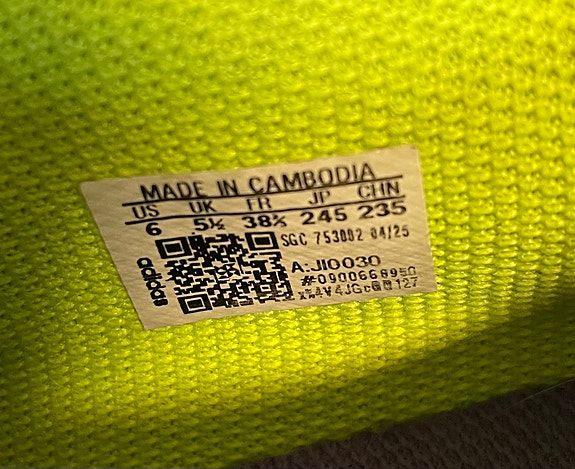 MADE IN CAMBODIA
US UK FR JP CHN
6 5½ 38⅔ 245 235
SGC 753002 04/25
A:JI0030
#0900668950
adidas